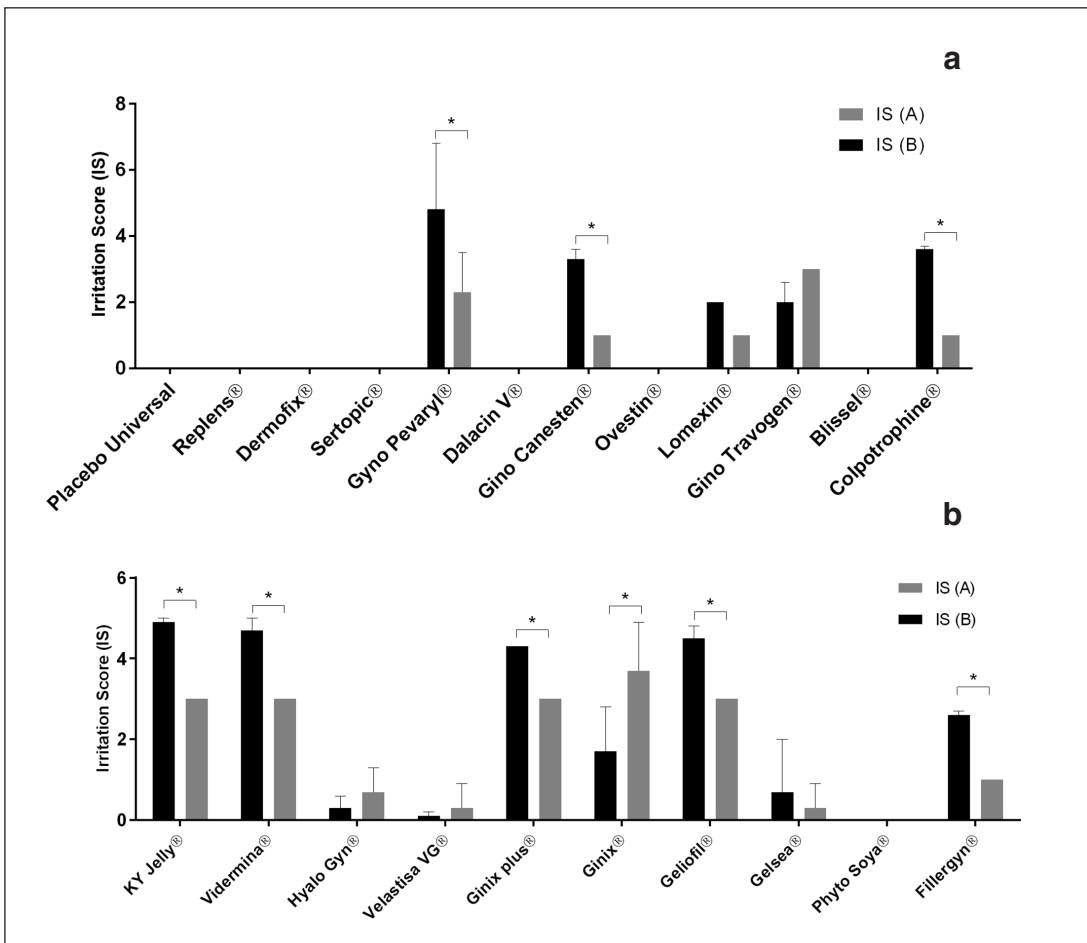 a
8
6
4
2
0
Irritation Score (IS)
IS (A)
IS (B)
*
*
*
Placebo Universal
Replens®
Dermofix®
Sertopic®
Gyno Pevaryl®
Dalacin V®
Gino Canesten®
Ovestin®
Lomexin®
Gino Travogen®
Blissel®
Colpotrophine®
b
6
4
2
0
Irritation Score (IS)
IS (A)
IS (B)
*
*
*
*
*
*
KY Jelly®
Vidermina®
Hyalo Gyn®
Velastisa VG®
Ginix plus®
Ginix®
Geliofil®
Gelsea®
Phyto Soya®
Fillergyn®